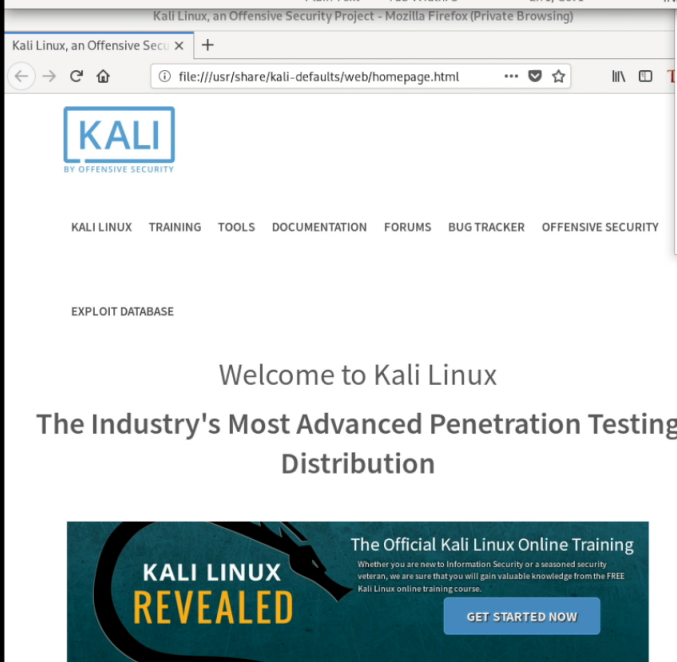 Kali Linux, an Offensive Security Project - Mozilla Firefox (Private Browsing)
Kali Linux, an Offensive Secu
file:///usr/share/kali-defaults/web/homepage.html
KALI
BY OFFENSIVE SECURITY
KALI LINUX TRAINING TOOLS DOCUMENTATION FORUMS BUG TRACKER OFFENSIVE SECURITY
EXPLOIT DATABASE
Welcome to Kali Linux
The Industry's Most Advanced Penetration Testing
Distribution
The Official Kali Linux Online Training
Whether you are new to Information Security or a seasoned security
veteran, we are sure that you will gain valuable knowledge from the FREE
Kali Linux online training course.
KALI LINUX
REVEALED
GET STARTED NOW